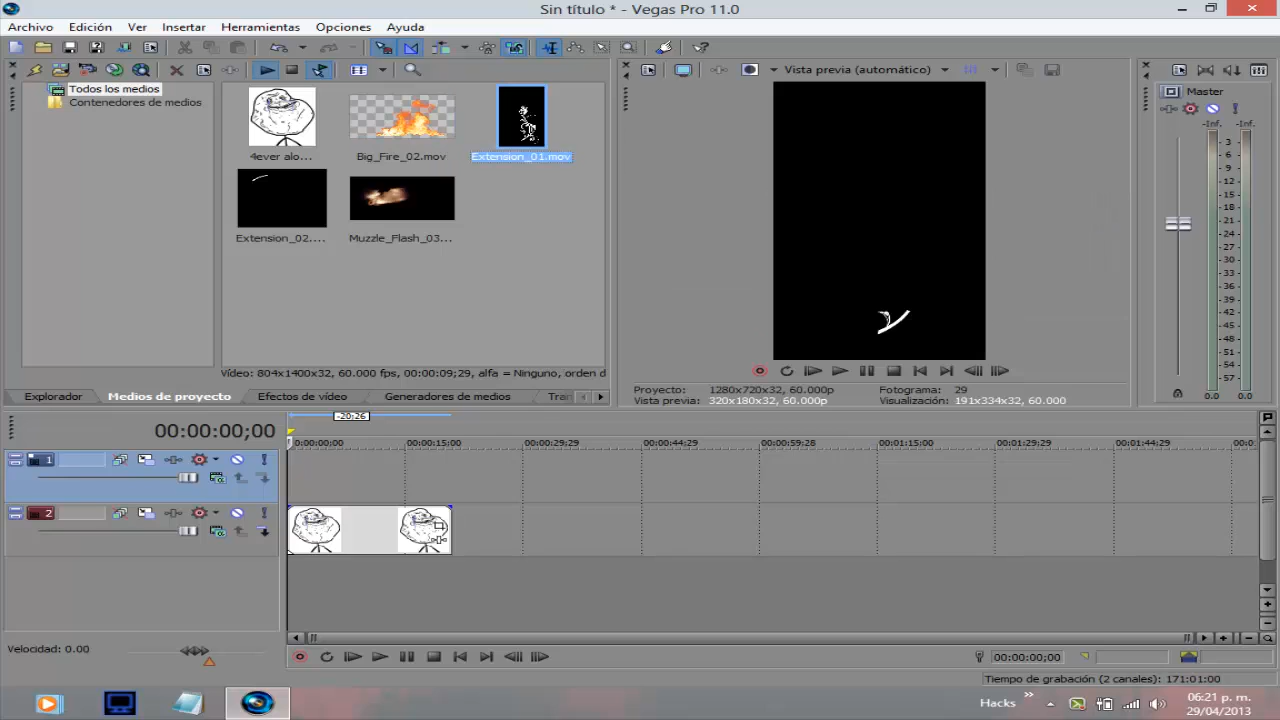 Sin título * - Vegas Pro 11.0
Archivo Edición Ver Insertar Herramientas Opciones Ayuda
Todos los medios
Contenedores de medios
4ever alo... Big_Fire_02.mov Extension_01.mov
Extension_02.... Muzzle_Flash_03...
Vídeo: 804x1400x32, 60.000 fps, 00:00:09;29, alfa = Ninguno, orden d
Explorador Medios de proyecto Efectos de vídeo Generadores de medios Tran
Vista previa (automático)
Proyecto: 1280x720x32, 60.000p Fotograma: 29
Vista previa: 320x180x32, 60.000p Visualización: 191x334x32, 60.000
Master
-Inf. -Inf.
3
6
9
12
15
18
21
24
27
30
33
36
39
42
45
48
51
54
57
0.0 0.0
-20;26
00:00:00;00
0:00:00;00 00:00:15;00 00:00:29;29 00:00:44;29 00:00:59;28 00:01:15;00 00:01:29;29 00:01:44;29 00:0
1
2
Velocidad: 0.00
00:00:00;00
Tiempo de grabación (2 canales): 171:01:00
Hacks
06:21 p. m.
29/04/2013